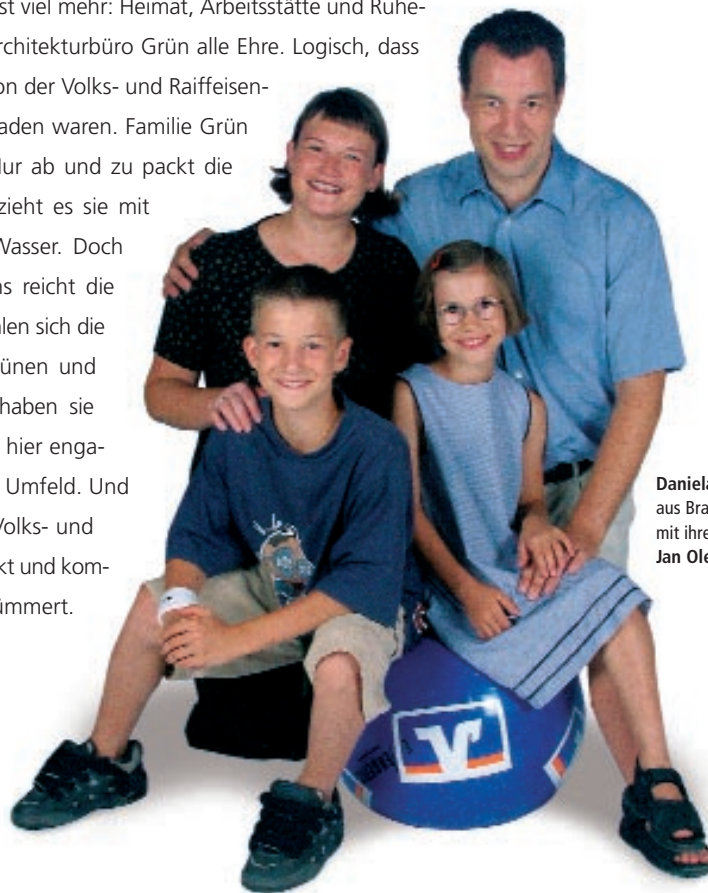 st viel mehr: Heimat, Arbeitsstätte und Ruhe-
rchitekturbüro Grün alle Ehre. Logisch, dass
on der Volks- und Raiffeisen-
aden waren. Familie Grün
ur ab und zu packt die
zieht es sie mit
Wasser. Doch
ns reicht die
len sich die
ünen und
haben sie
hier enga-
Umfeld. Und
Volks- und
kt und kom-
ümmert.
Daniela
aus Bra
mit ihre
Jan Ole